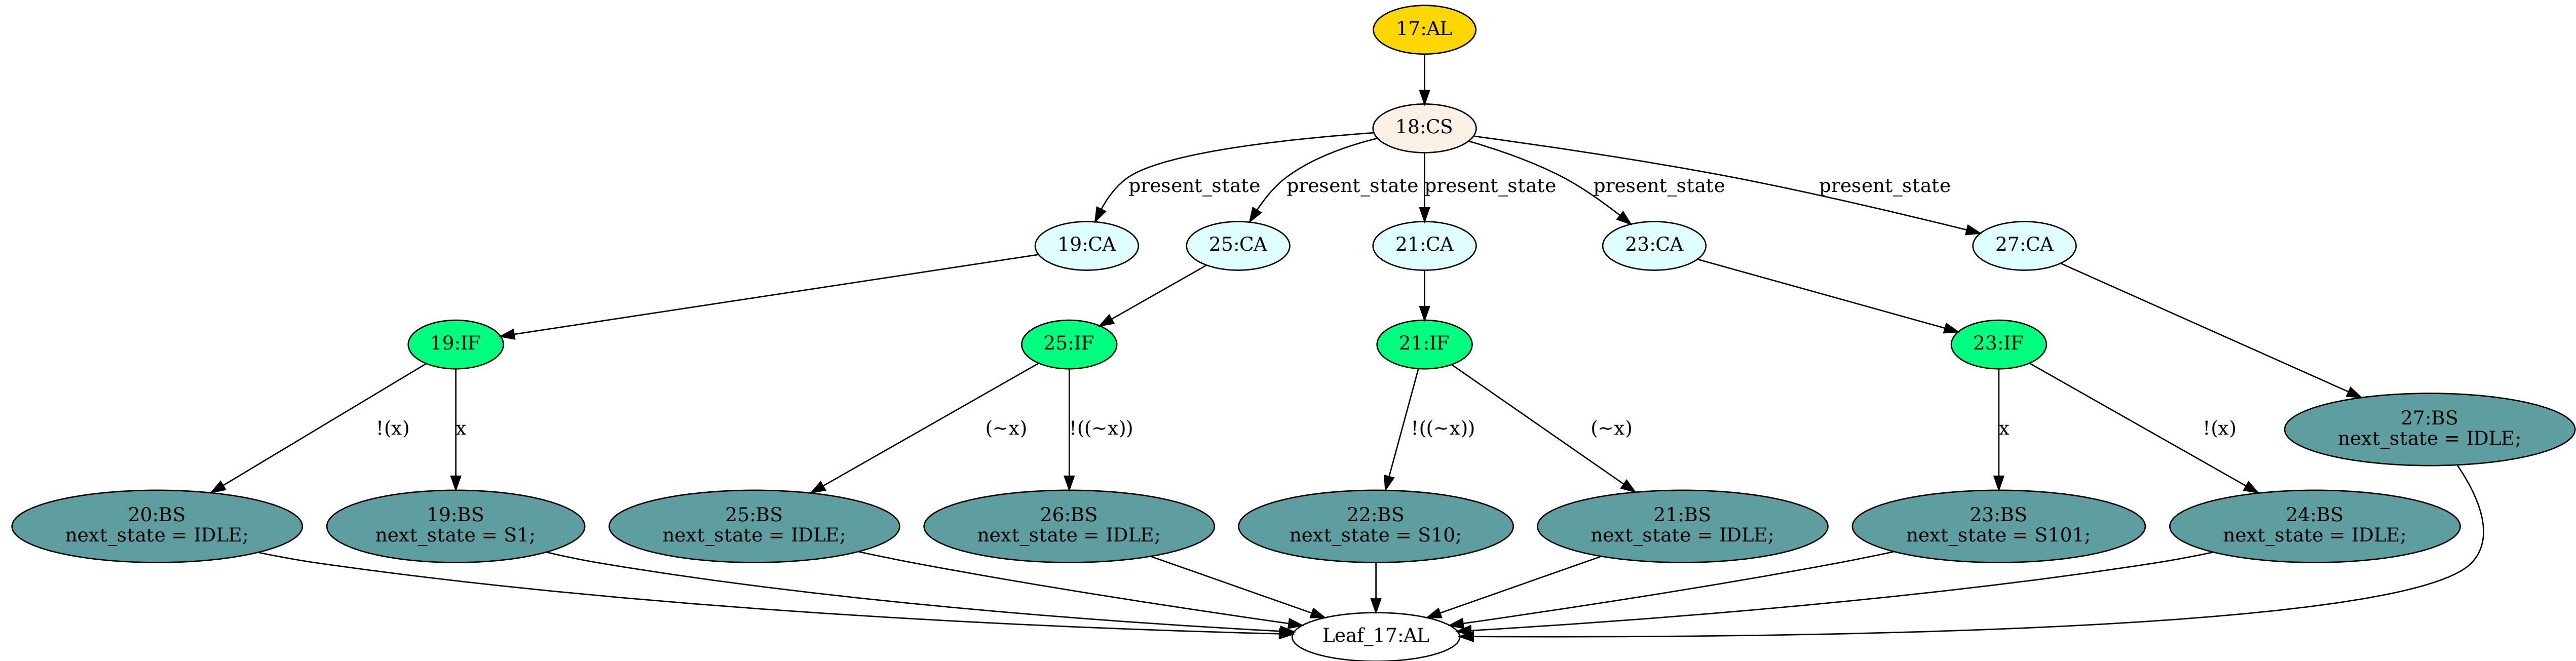 17:AL
18:CS
present_state
present_state
present_state
present_state
present_state
19:CA
25:CA
21:CA
23:CA
27:CA
19:IF
25:IF
21:IF
23:IF
!(x)
x
(~x)
!((~x))
!((~x))
(~x)
x
!(x)
27:BS
next_state = IDLE;
20:BS
next_state = IDLE;
19:BS
next_state = S1;
25:BS
next_state = IDLE;
26:BS
next_state = IDLE;
22:BS
next_state = S10;
21:BS
next_state = IDLE;
23:BS
next_state = S101;
24:BS
next_state = IDLE;
Leaf_17:AL